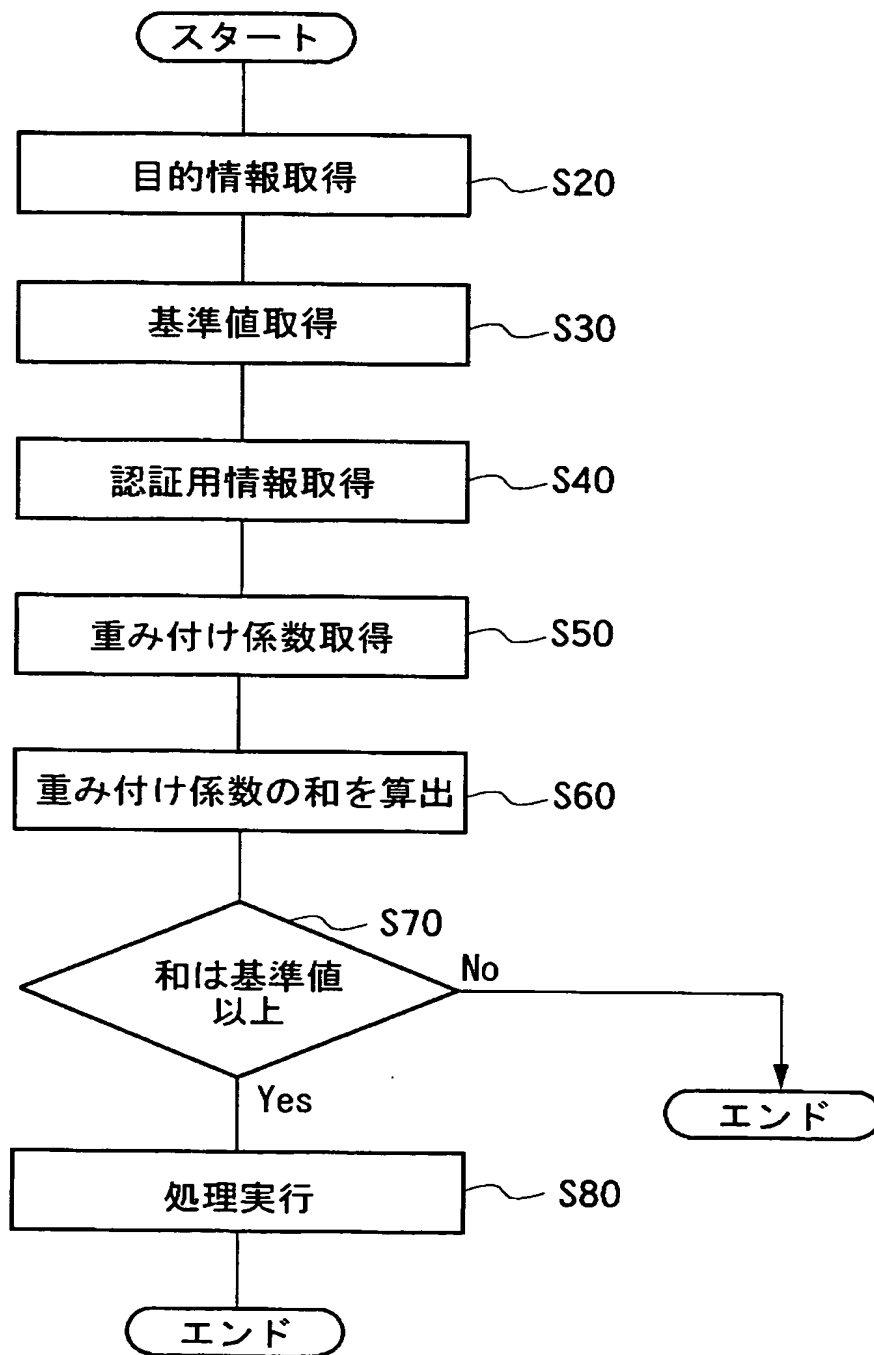 スタート
目的情報取得
S20
基準値取得
S30
認証用情報取得
S40
重み付け係数取得
S50
重み付け係数の和を算出
S60
S70
和は基準値
以上
No
Yes
エンド
処理実行
S80
エンド